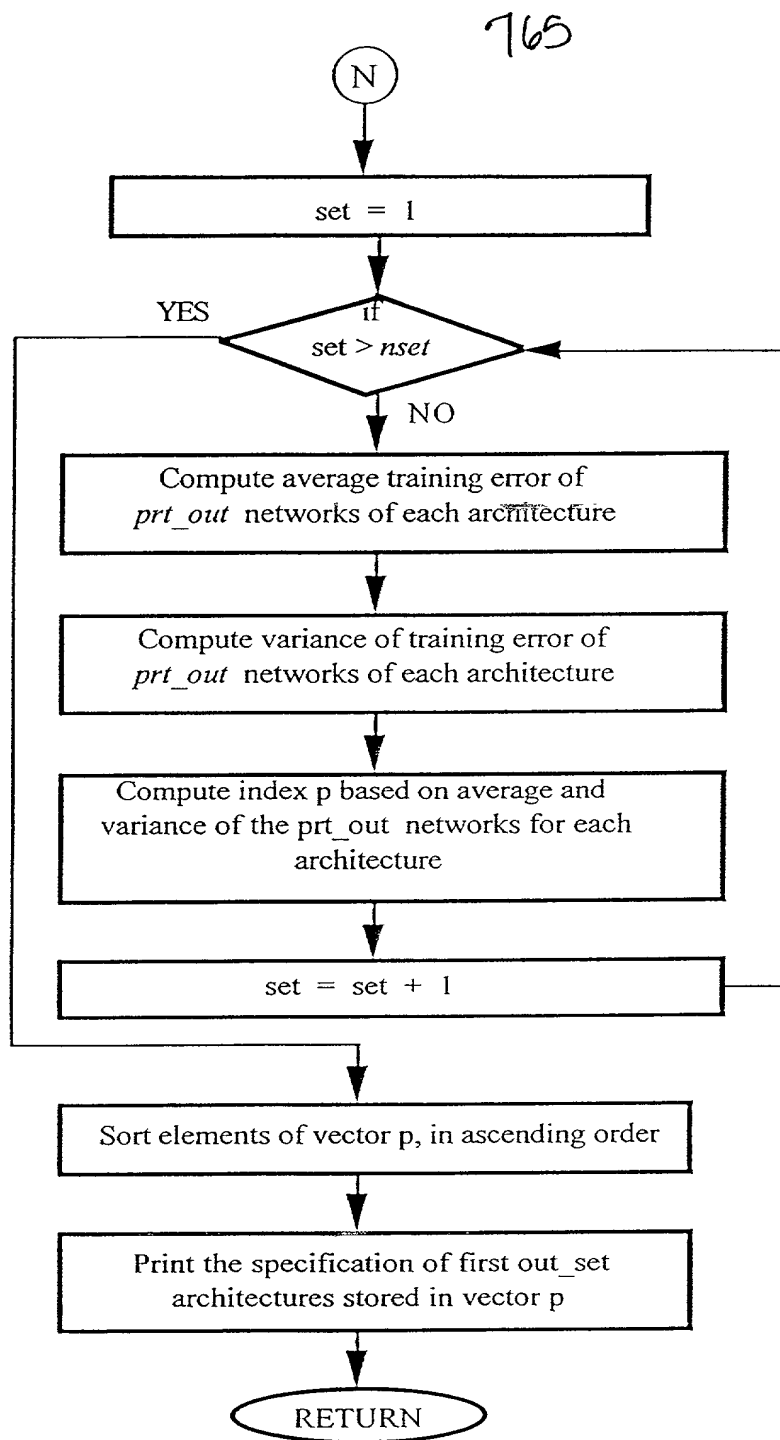 765
N
set = 1
YES
if
set > nset
NO
Compute average training error of
prt_out networks of each architecture
Compute variance of training error of
prt_out networks of each architecture
Compute index p based on average and
variance of the prt_out networks for each
architecture
set = set + 1
Sort elements of vector p, in ascending order
Print the specification of first out_set
architectures stored in vector p
RETURN